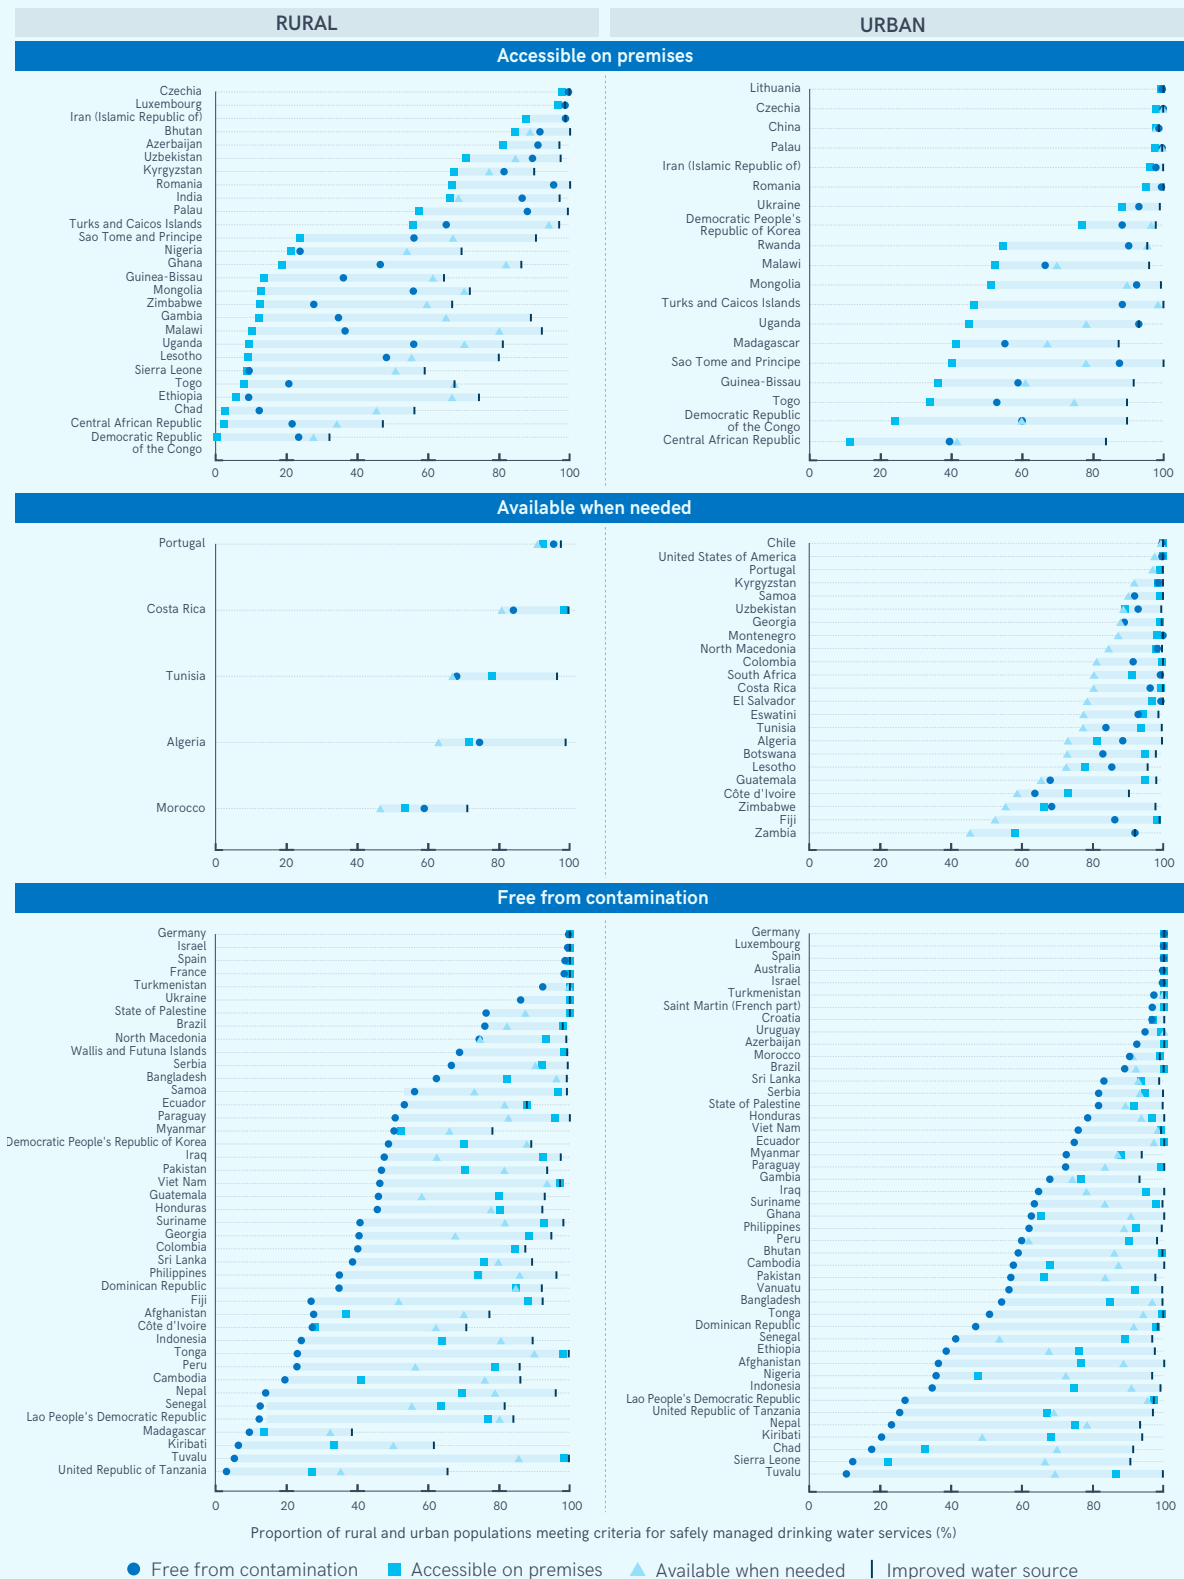 RURAL
URBAN
Accessible on premises
Czechia
Luxembourg
Iran (Islamic Republic of)
Bhutan
Azerbaijan
Uzbekistan
Kyrgyzstan
Romania
India
Palau
Turks and Caicos Islands
Sao Tome and Principe
Nigeria
Ghana
Guinea-Bissau
Mongolia
Zimbabwe
Gambia
Malawi
Uganda
Lesotho
Sierra Leone
Togo
Ethiopia
Chad
Central African Republic
Democratic Republic
of the Congo
0 20 40 60 80 100
Lithuania
Czechia
China
Palau
Iran (Islamic Republic of)
Romania
Ukraine
Democratic People's
Republic of Korea
Rwanda
Malawi
Mongolia
Turks and Caicos Islands
Uganda
Madagascar
Sao Tome and Principe
Guinea-Bissau
Togo
Democratic Republic
of the Congo
Central African Republic
0 20 40 60 80 100
Available when needed
Portugal
Costa Rica
Tunisia
Algeria
Morocco
0 20 40 60 80 100
Chile
United States of America
Portugal
Kyrgyzstan
Samoa
Uzbekistan
Georgia
Montenegro
North Macedonia
Colombia
South Africa
Costa Rica
El Salvador
Eswatini
Tunisia
Algeria
Botswana
Lesotho
Guatemala
Côte d'Ivoire
Zimbabwe
Fiji
Zambia
0 20 40 60 80 100
Free from contamination
Germany
Israel
Spain
France
Turkmenistan
Ukraine
State of Palestine
Brazil
North Macedonia
Wallis and Futuna Islands
Serbia
Bangladesh
Samoa
Ecuador
Paraguay
Myanmar
Democratic People's Republic of Korea
Iraq
Pakistan
Viet Nam
Guatemala
Honduras
Suriname
Georgia
Colombia
Sri Lanka
Philippines
Dominican Republic
Fiji
Afghanistan
Côte d'Ivoire
Indonesia
Tonga
Peru
Cambodia
Nepal
Senegal
Lao People's Democratic Republic
Madagascar
Kiribati
Tuvalu
United Republic of Tanzania
0 20 40 60 80 100
Germany
Luxembourg
Spain
Australia
Israel
Turkmenistan
Saint Martin (French part)
Croatia
Uruguay
Azerbaijan
Morocco
Brazil
Sri Lanka
Serbia
State of Palestine
Honduras
Viet Nam
Ecuador
Myanmar
Paraguay
Gambia
Iraq
Suriname
Ghana
Philippines
Peru
Bhutan
Cambodia
Pakistan
Vanuatu
Bangladesh
Tonga
Dominican Republic
Senegal
Ethiopia
Afghanistan
Nigeria
Indonesia
Lao People's Democratic Republic
United Republic of Tanzania
Nepal
Kiribati
Chad
Sierra Leone
Tuvalu
0 20 40 60 80 100
Proportion of rural and urban populations meeting criteria for safely managed drinking water services (%)
Free from contamination Accessible on premises Available when needed Improved water source